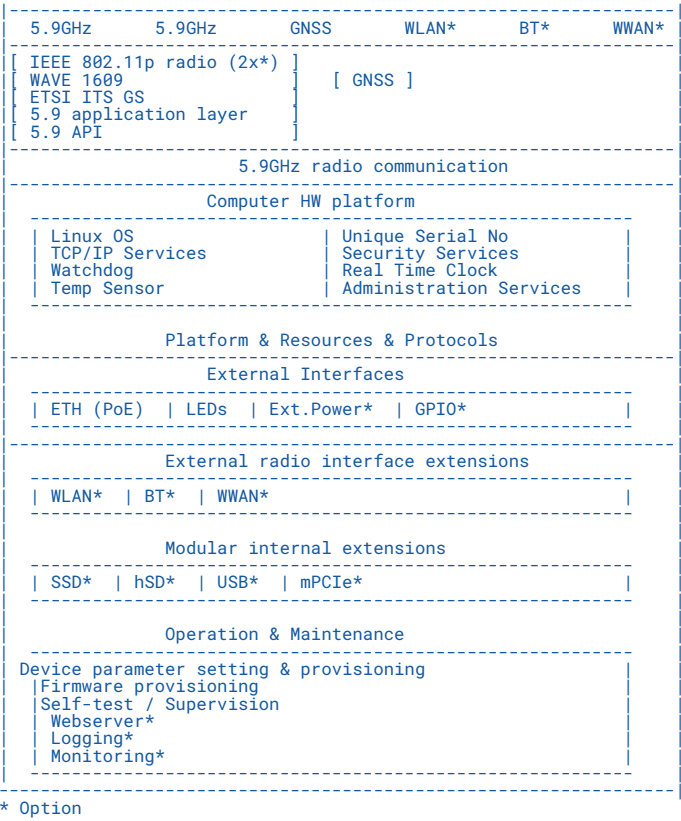 5.9GHz 5.9GHz GNSS WLAN* BT* WWAN*
[ IEEE 802.11p radio (2x*) ]
[ WAVE 1609 ] [ GNSS ]
[ ETSI ITS GS ]
[ 5.9 application layer ]
[ 5.9 API ]
5.9GHz radio communication
Computer HW platform
| Linux OS | Unique Serial No |
| TCP/IP Services | Security Services |
| Watchdog | Real Time Clock |
| Temp Sensor | Administration Services |
Platform & Resources & Protocols
External Interfaces
| ETH (PoE) | LEDs | Ext.Power* | GPIO* |
External radio interface extensions
| WLAN* | BT* | WWAN* |
Modular internal extensions
| SSD* | hSD* | USB* | mPCIe* |
Operation & Maintenance
Device parameter setting & provisioning |
|Firmware provisioning |
|Self-test / Supervision |
| Webserver* |
| Logging* |
| Monitoring* |
* Option